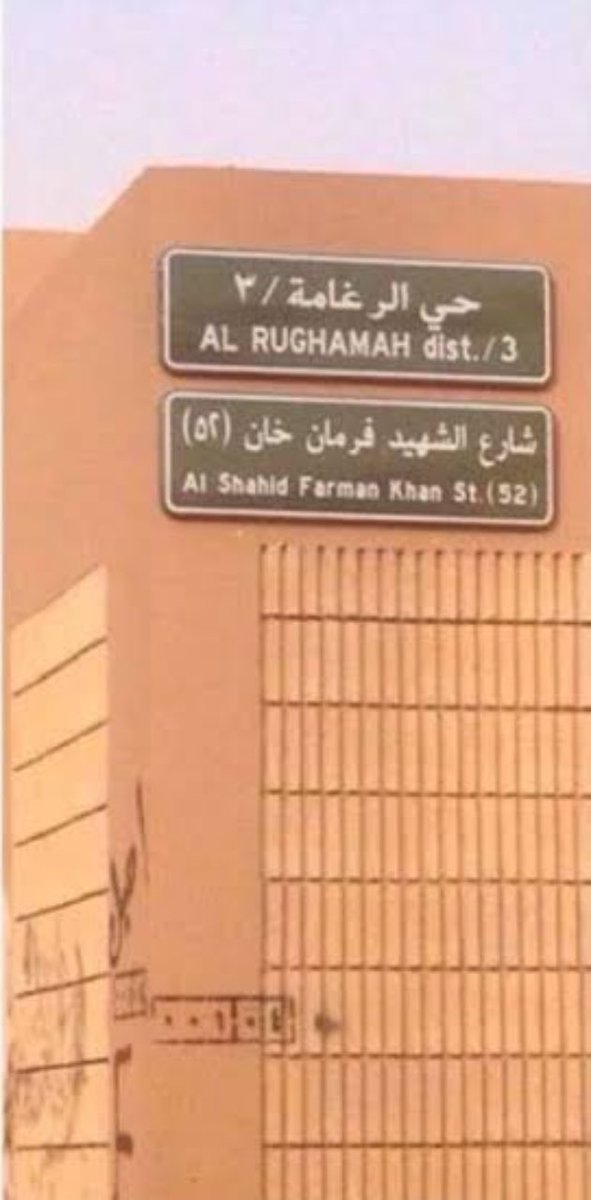 حي الرغامة / ٣
AL RUGHAMAH dist./3
شارع الشهيد فرمان خان (٥٢)
Al Shahid Farman Khan St.(52)